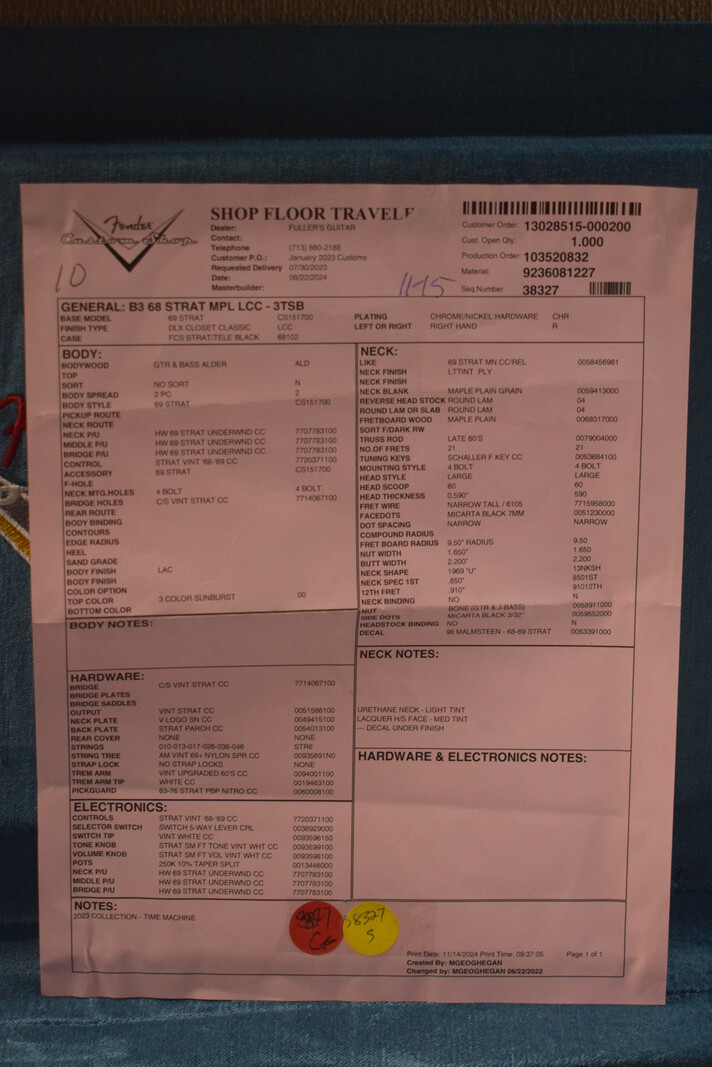 Fender
Custom Shop
10
SHOP FLOOR TRAVELE
Dealer: FULLER'S GUITAR
Contact:
Telephone (713) 880-2188
Customer P.O.: January 2023 Customs
Requested Delivery 07/30/2023
Date: 08/22/2024
Masterbuilder:
11-15
Customer Order: 13028515-000200
Cust. Open Qty: 1.000
Production Order: 103520832
Material: 9236081227
Seq.Number 38327
GENERAL: B3 68 STRAT MPL LCC - 3TSB
BASE MODEL 69 STRAT CS151700
FINISH TYPE DLX CLOSET CLASSIC LCC
CASE FCS STRAT/TELE BLACK 68102
PLATING CHROME/NICKEL HARDWARE CHR
LEFT OR RIGHT RIGHT HAND R
BODY:
BODYWOOD GTR & BASS ALDER ALD
TOP
SORT NO SORT N
BODY SPREAD 2 PC 2
BODY STYLE 69 STRAT CS151700
PICKUP ROUTE
NECK ROUTE
NECK P/U HW 69 STRAT UNDERWND CC 7707783100
MIDDLE P/U HW 69 STRAT UNDERWND CC 7707783100
BRIDGE P/U HW 69 STRAT UNDERWND CC 7707783100
CONTROL STRAT VINT '68-'69 CC 7720371100
ACCESSORY 69 STRAT CS151700
F-HOLE
NECK MTG.HOLES 4 BOLT 4 BOLT
BRIDGE HOLES C/S VINT STRAT CC 7714067100
REAR ROUTE
BODY BINDING
CONTOURS
EDGE RADIUS
HEEL
SAND GRADE
BODY FINISH LAC
BODY FINISH
COLOR OPTION
TOP COLOR 3 COLOR SUNBURST 00
BOTTOM COLOR
BODY NOTES:
HARDWARE:
BRIDGE C/S VINT STRAT CC 7714067100
BRIDGE PLATES
BRIDGE SADDLES
OUTPUT VINT STRAT CC 0051586100
NECK PLATE V LOGO SN CC 0049415100
BACK PLATE STRAT PARCH CC 0054013100
REAR COVER NONE NONE
STRINGS 010-013-017-026-036-046 STR6
STRING TREE AM VINT 65+ NYLON SPR CC 00935691N0
STRAP LOCK NO STRAP LOCKS NONE
TREM ARM VINT UPGRADED 60'S CC 0094001100
TREM ARM TIP WHITE CC 0019463100
PICKGUARD 63-76 STRAT PBP NITRO CC 0060008100
ELECTRONICS:
CONTROLS STRAT VINT '68-'69 CC 7720371100
SELECTOR SWITCH SWITCH 5-WAY LEVER CRL 0038929000
SWITCH TIP VINT WHITE CC 0093596150
TONE KNOB STRAT SM FT TONE VINT WHT CC 0093599100
VOLUME KNOB STRAT SM FT VOL VINT WHT CC 0093598100
POTS 250K 10% TAPER SPLIT 0013446000
NECK P/U HW 69 STRAT UNDERWND CC 7707783100
MIDDLE P/U HW 69 STRAT UNDERWND CC 7707783100
BRIDGE P/U HW 69 STRAT UNDERWND CC 7707783100
NECK:
LIKE 69 STRAT MN CC/REL 0058456981
NECK FINISH LTTINT PLY
NECK FINISH
NECK BLANK MAPLE PLAIN GRAIN 0059413000
REVERSE HEAD STOCK ROUND LAM 04
ROUND LAM OR SLAB ROUND LAM 04
FRETBOARD WOOD MAPLE PLAIN 0068017000
SORT F/DARK RW
TRUSS ROD LATE 60'S 0079004000
NO.OF FRETS 21 21
TUNING KEYS SCHALLER F KEY CC 0053684100
MOUNTING STYLE 4 BOLT 4 BOLT
HEAD STYLE LARGE LARGE
HEAD SCOOP 60 60
HEAD THICKNESS 0.590" 590
FRET WIRE NARROW TALL / 6105 7715958000
FACEDOTS MICARTA BLACK 7MM 0051230000
DOT SPACING NARROW NARROW
COMPOUND RADIUS
FRET BOARD RADIUS 9.50" RADIUS 9.50
NUT WIDTH 1.650" 1.650
BUTT WIDTH 2.200" 2.200
NECK SHAPE 1969 "U" 13NKSH
NECK SPEC 1ST .850" 8501ST
12TH FRET .910" 91012TH
NECK BINDING NO N
NUT BONE (GTR & J-BASS) 0058911000
SIDE DOTS MICARTA BLACK 3/32" 0059552000
HEADSTOCK BINDING NO N
DECAL 98 MALMSTEEN - 68-69 STRAT 0053391000
NECK NOTES:
URETHANE NECK - LIGHT TINT
LACQUER H/S FACE - MED TINT
--- DECAL UNDER FINISH
HARDWARE & ELECTRONICS NOTES:
NOTES:
2023 COLLECTION - TIME MACHINE
38327
S
Print Date: 11/14/2024 Print Time: 09:37:05 Page 1 of 1
Created By: MGEOGHEGAN
Changed by: MGEOGHEGAN 06/22/2022